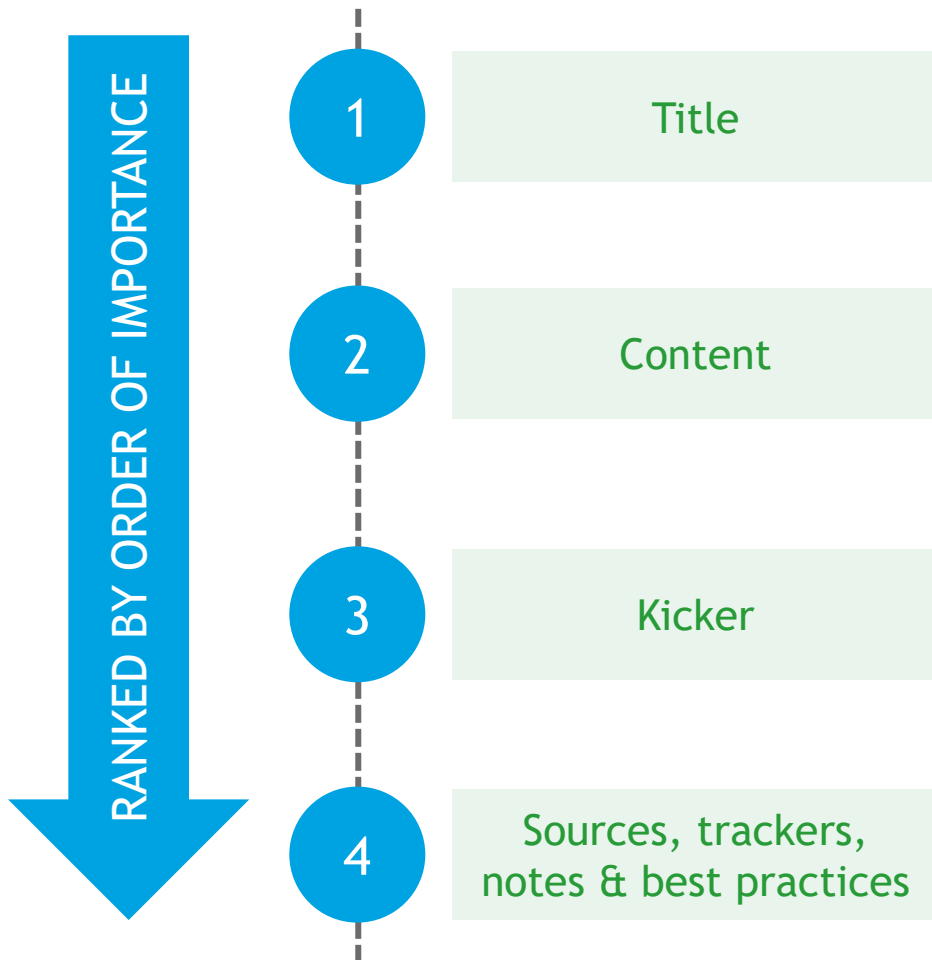 RANKED BY ORDER OF IMPORTANCE
1
Title
2
Content
3
Kicker
4
Sources, trackers,
notes & best practices